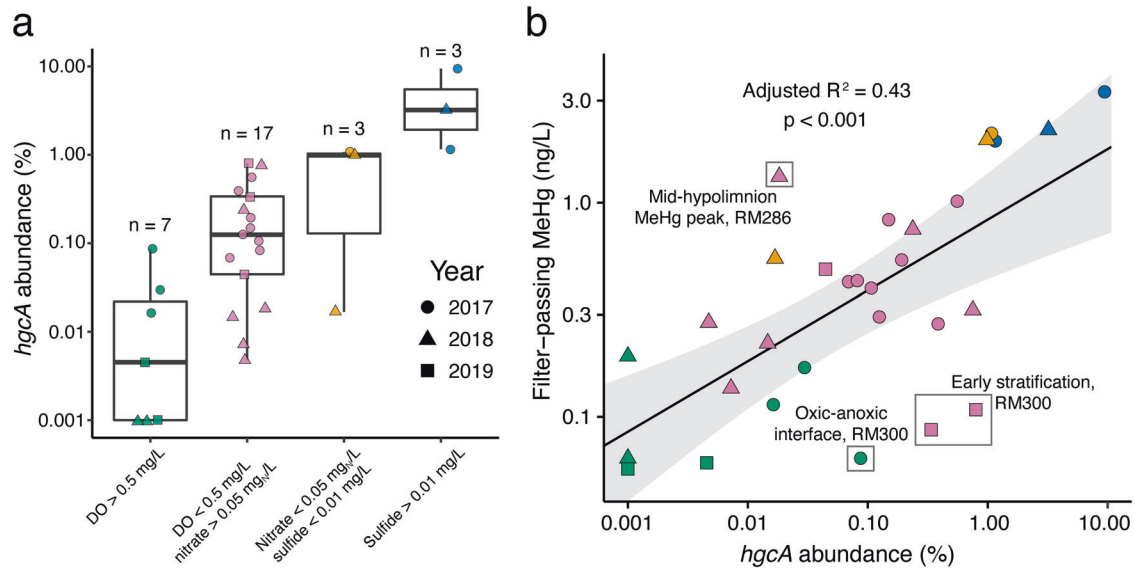 a
hgcA abundance (%)
10.00
1.00
0.10
0.01
0.001
n = 7
n = 17
n = 3
n = 3
Year
2017
2018
2019
DO > 0.5 mg/L
DO < 0.5 mg/L
nitrate > 0.05 mgN/L
Nitrate < 0.05 mgN/L
sulfide < 0.01 mg/L
Sulfide > 0.01 mg/L
b
Filter-passing MeHg (ng/L)
3.0
1.0
0.3
0.1
Adjusted R² = 0.43
p < 0.001
Mid-hypolimnion
MeHg peak, RM286
Early stratification,
RM300
Oxic-anoxic
interface, RM300
0.001
0.01
0.10
1.00
10.00
hgcA abundance (%)